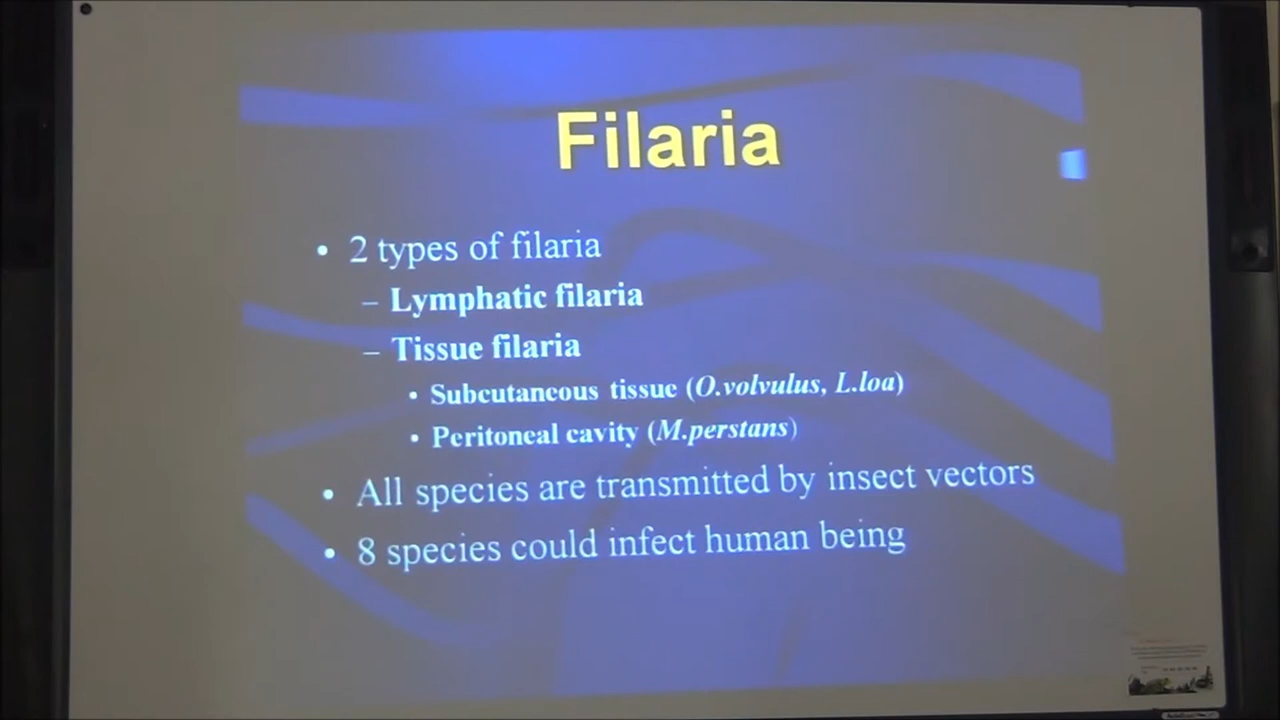 Filaria
• 2 types of filaria
– Lymphatic filaria
– Tissue filaria
• Subcutaneous tissue (O.volvulus, L.loa)
• Peritoneal cavity (M.perstans)
• All species are transmitted by insect vectors
• 8 species could infect human being